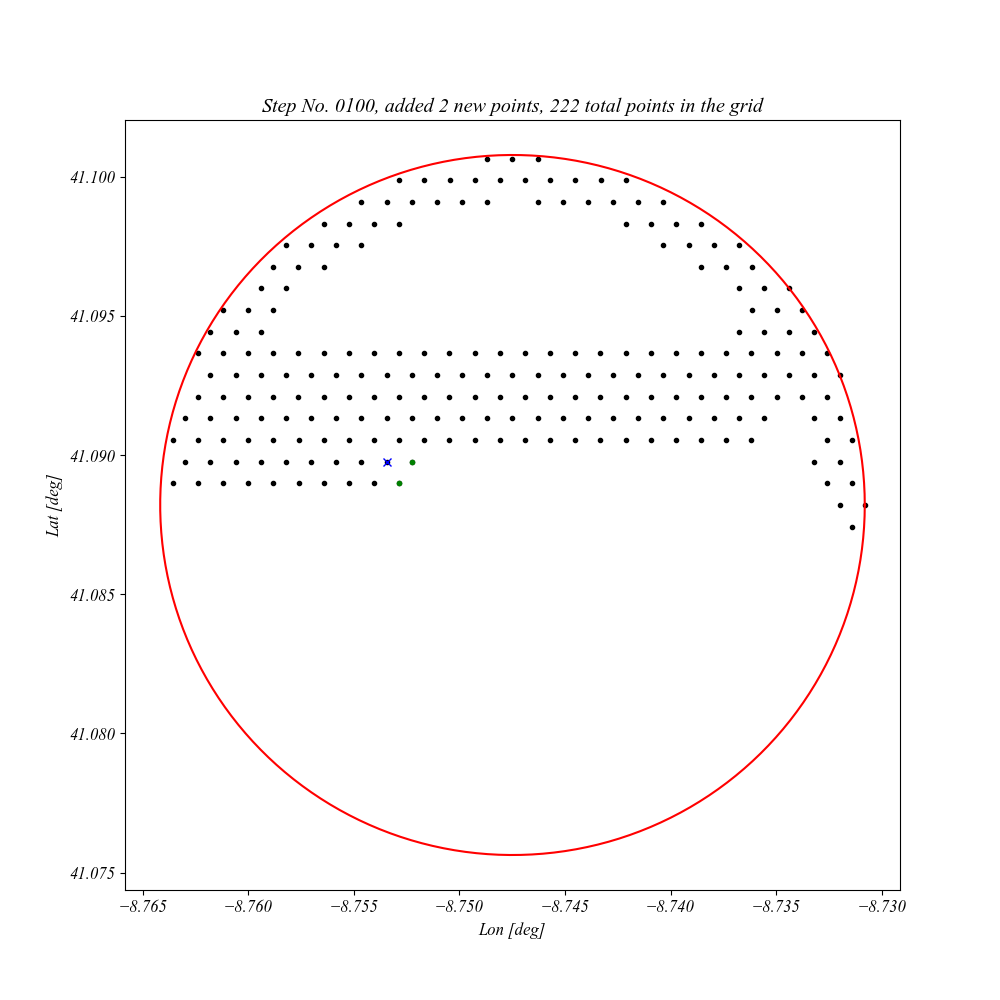 Step No. 0100, added 2 new points, 222 total points in the grid
41.100
41.095
41.090
41.085
41.080
41.075
Lat [deg]
−8.765 −8.760 −8.755 −8.750 −8.745 −8.740 −8.735 −8.730
Lon [deg]